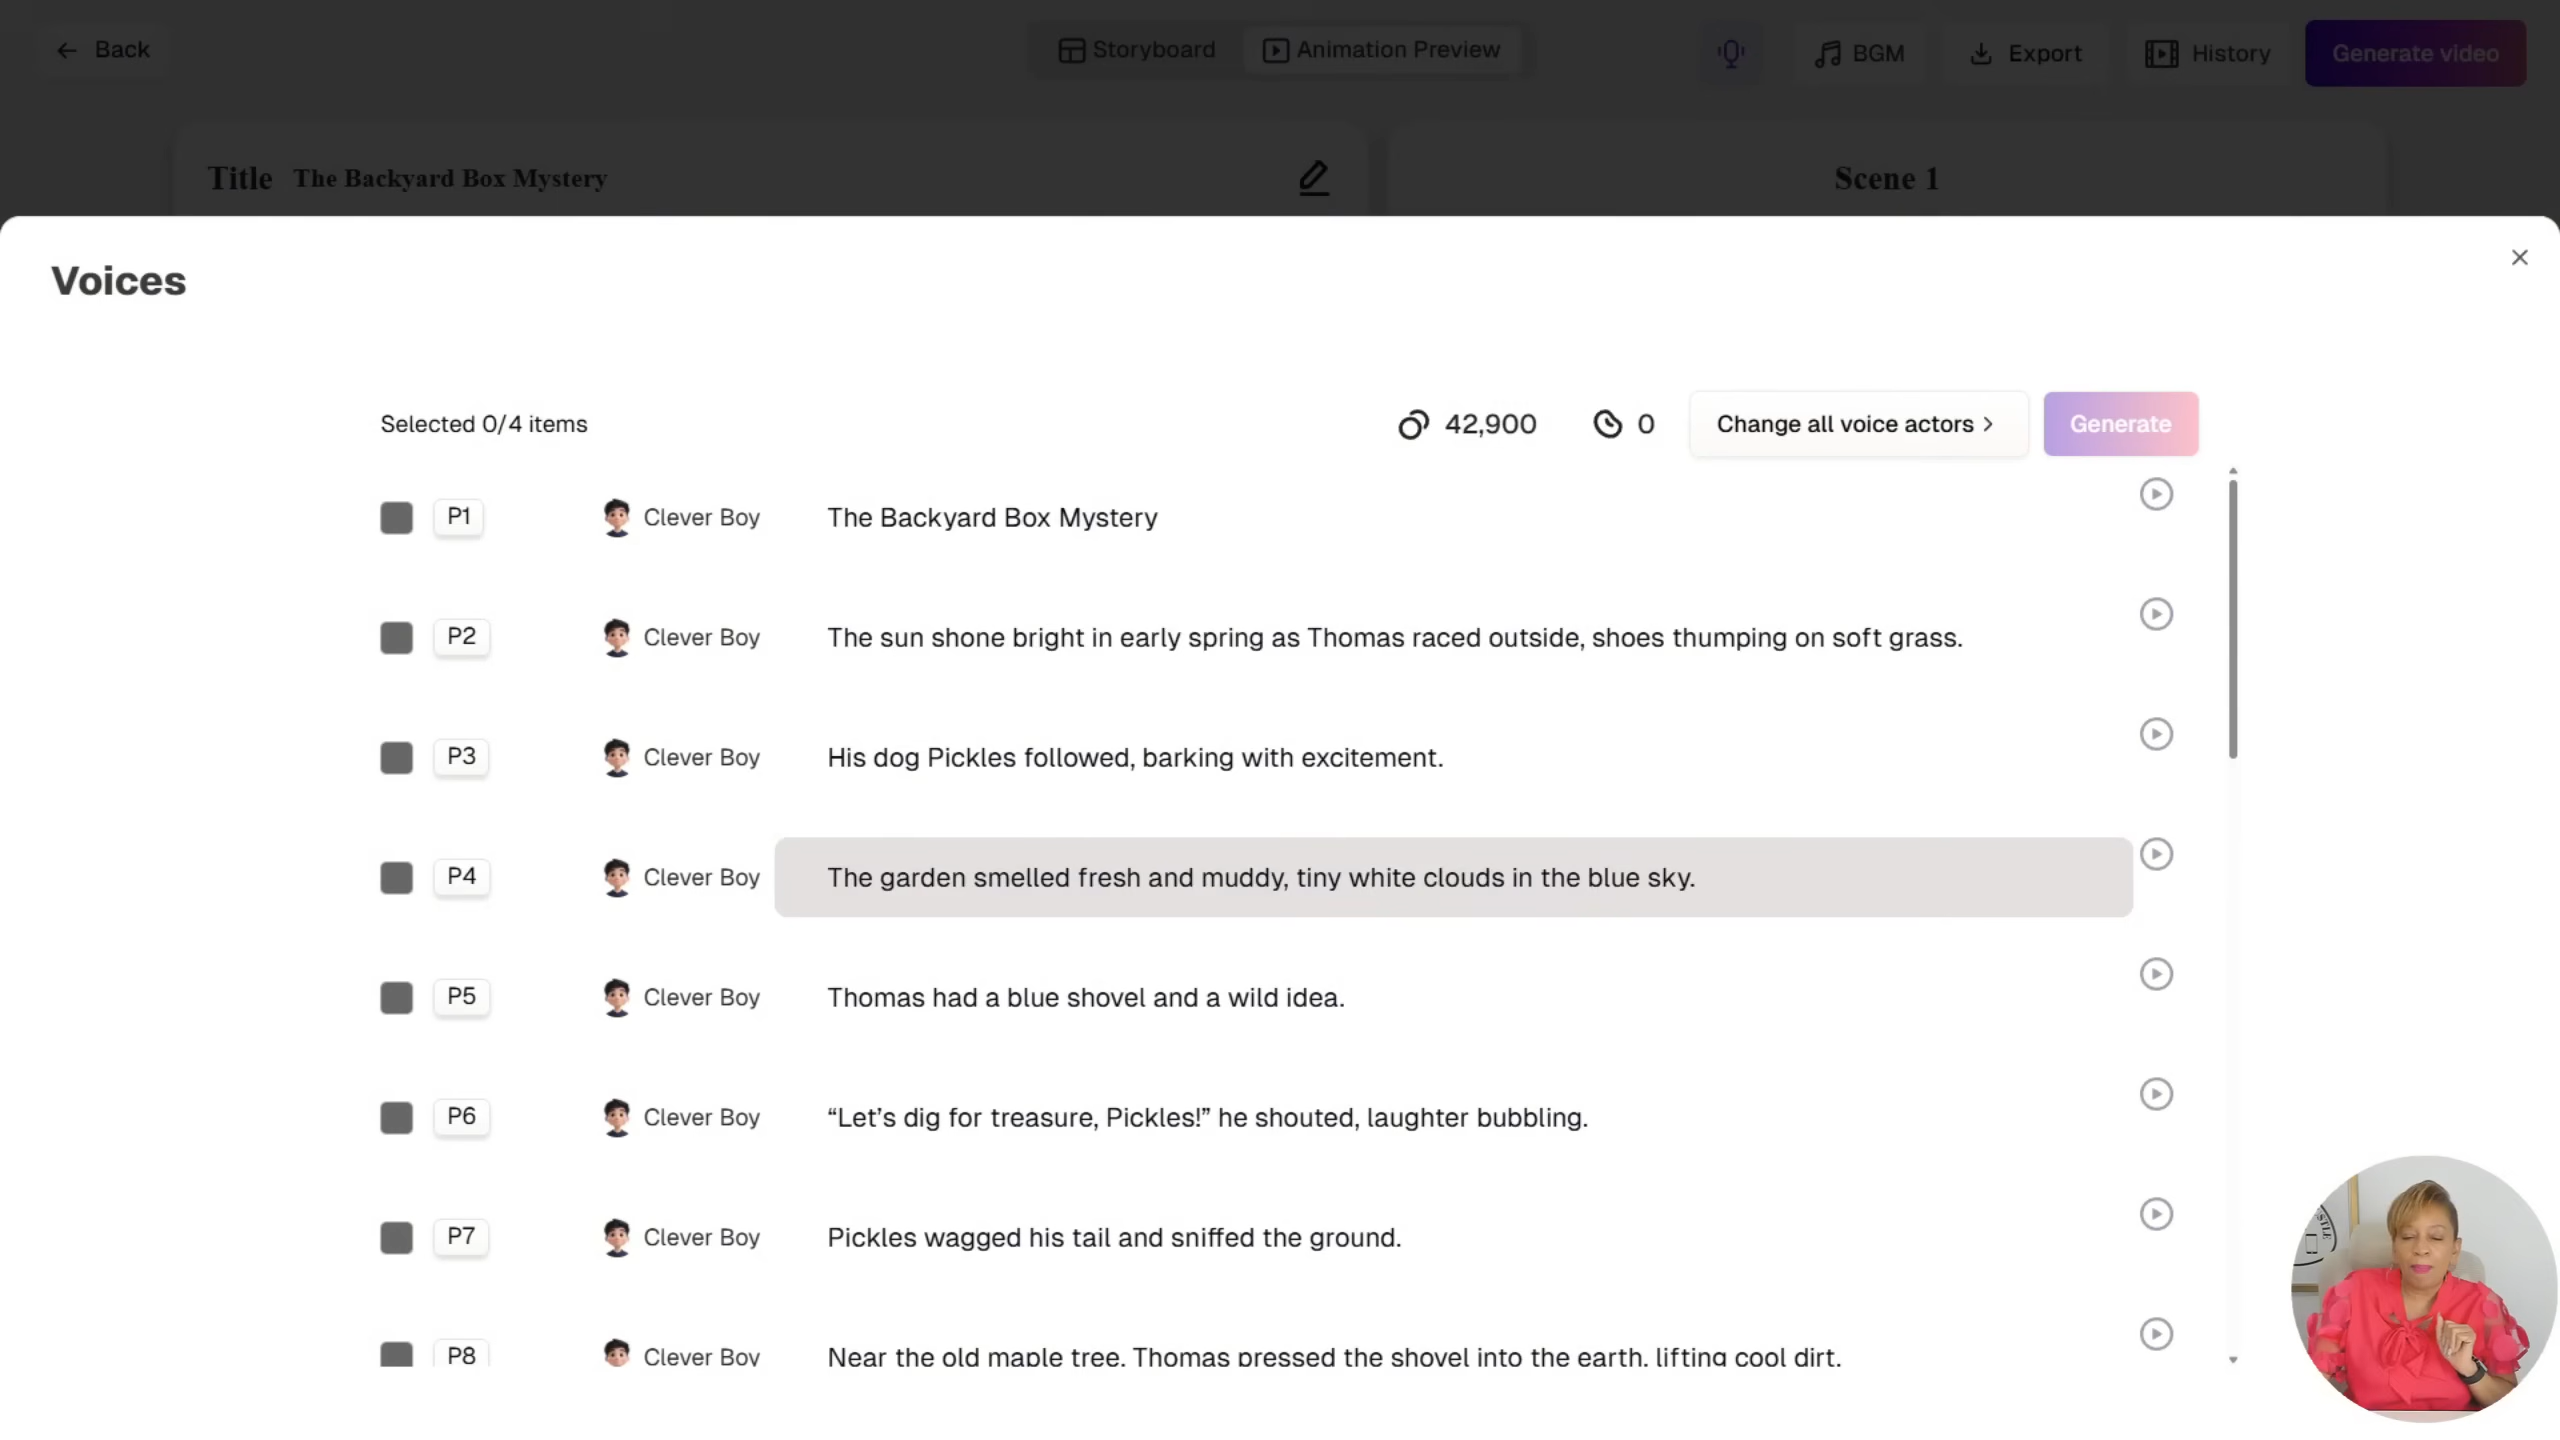 Back
Storyboard
Animation Preview
BGM
Export
History
Generate video
Title The Backyard Box Mystery
Scene 1
Voices
Selected 0/4 items
42,900
0
Change all voice actors
Generate
P1 Clever Boy The Backyard Box Mystery
P2 Clever Boy The sun shone bright in early spring as Thomas raced outside, shoes thumping on soft grass.
P3 Clever Boy His dog Pickles followed, barking with excitement.
P4 Clever Boy The garden smelled fresh and muddy, tiny white clouds in the blue sky.
P5 Clever Boy Thomas had a blue shovel and a wild idea.
P6 Clever Boy “Let’s dig for treasure, Pickles!” he shouted, laughter bubbling.
P7 Clever Boy Pickles wagged his tail and sniffed the ground.
P8 Clever Boy Near the old maple tree, Thomas pressed the shovel into the earth, lifting cool dirt.